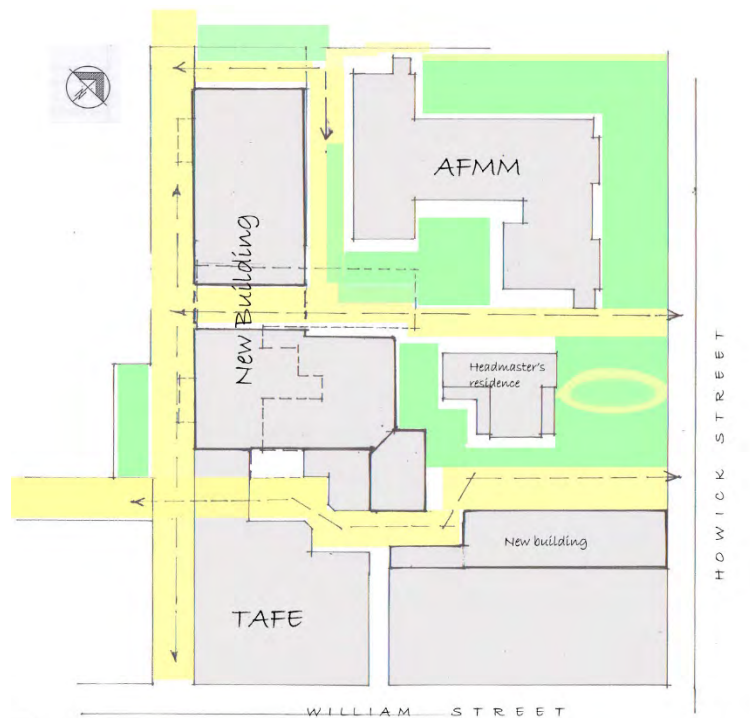 AFMM
New Building
Headmaster's
residence
HOWICK STREET
New building
TAFE
WILLIAM STREET